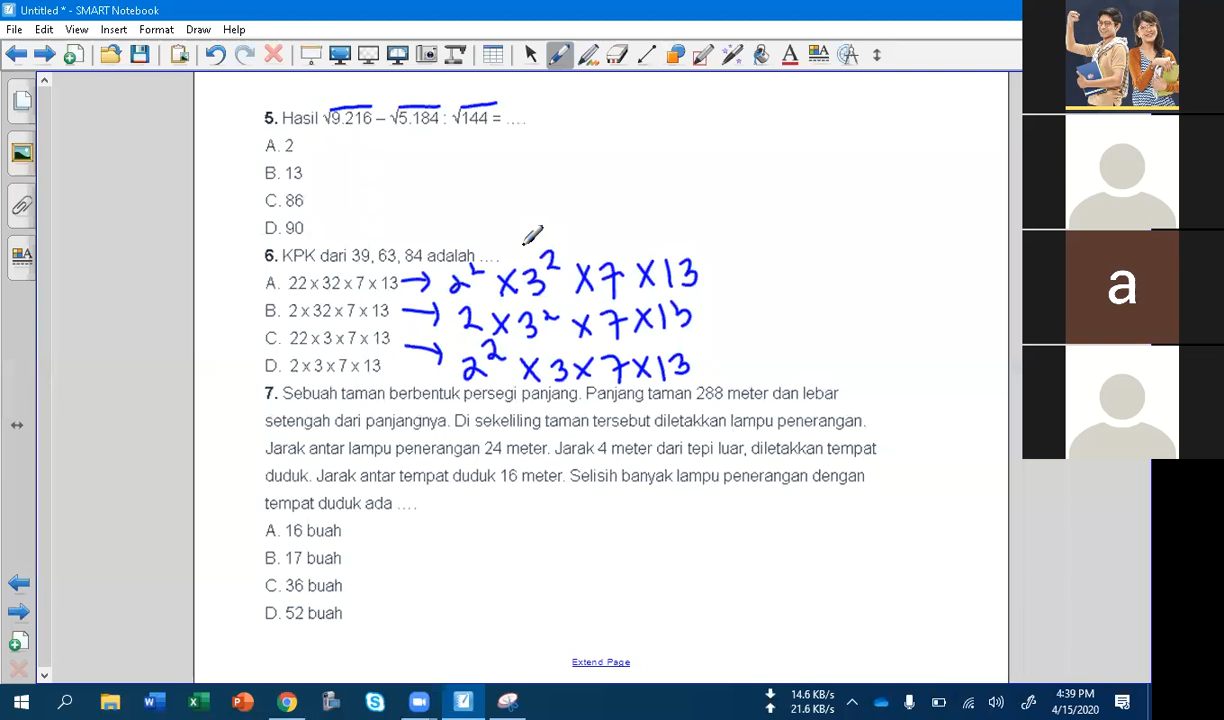 Untitled * - SMART Notebook
File Edit View Insert Format Draw Help
5. Hasil √9.216 – √5.184 : √144 = ….
A. 2
B. 13
C. 86
D. 90
6. KPK dari 39, 63, 84 adalah ….
A. 22 x 32 x 7 x 13 → 2² x 3² x 7 x 13
B. 2 x 32 x 7 x 13 → 2 x 3² x 7 x 13
C. 22 x 3 x 7 x 13 → 2² x 3 x 7 x 13
D. 2 x 3 x 7 x 13
7. Sebuah taman berbentuk persegi panjang. Panjang taman 288 meter dan lebar
setengah dari panjangnya. Di sekeliling taman tersebut diletakkan lampu penerangan.
Jarak antar lampu penerangan 24 meter. Jarak 4 meter dari tepi luar, diletakkan tempat
duduk. Jarak antar tempat duduk 16 meter. Selisih banyak lampu penerangan dengan
tempat duduk ada ….
A. 16 buah
B. 17 buah
C. 36 buah
D. 52 buah
Extend Page
a
14.6 KB/s
21.6 KB/s
4:39 PM
4/15/2020